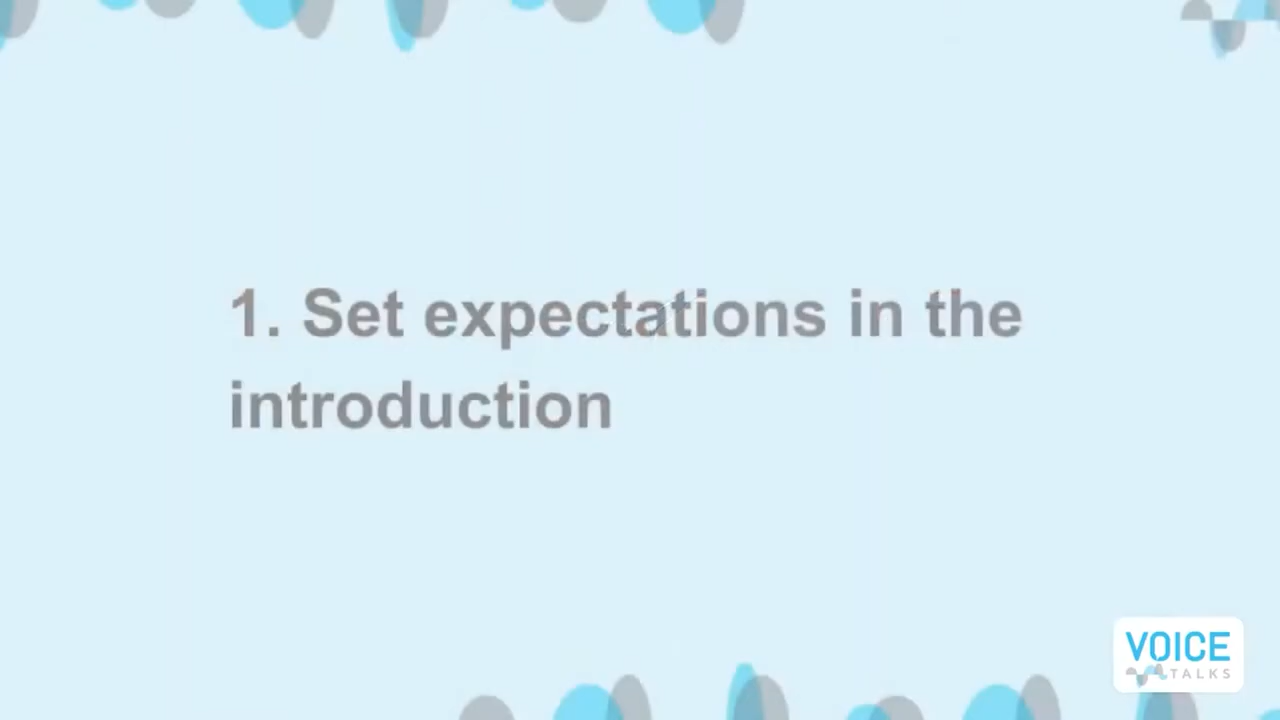 1. Set expectations in the
introduction
VOICE
TALKS